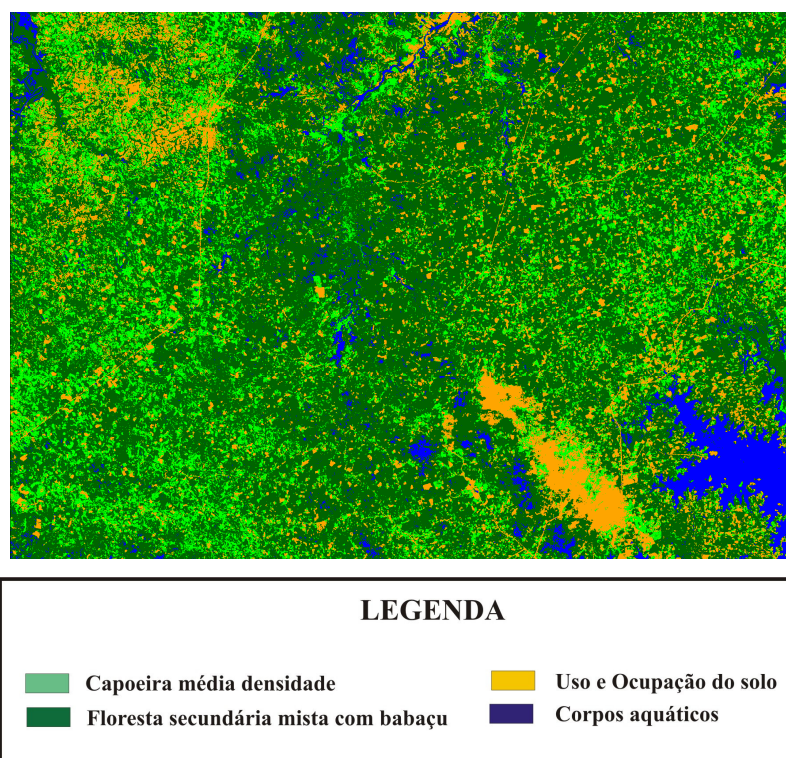 LEGENDA
Capoeira média densidade
Uso e Ocupação do solo
Floresta secundária mista com babaçu
Corpos aquáticos